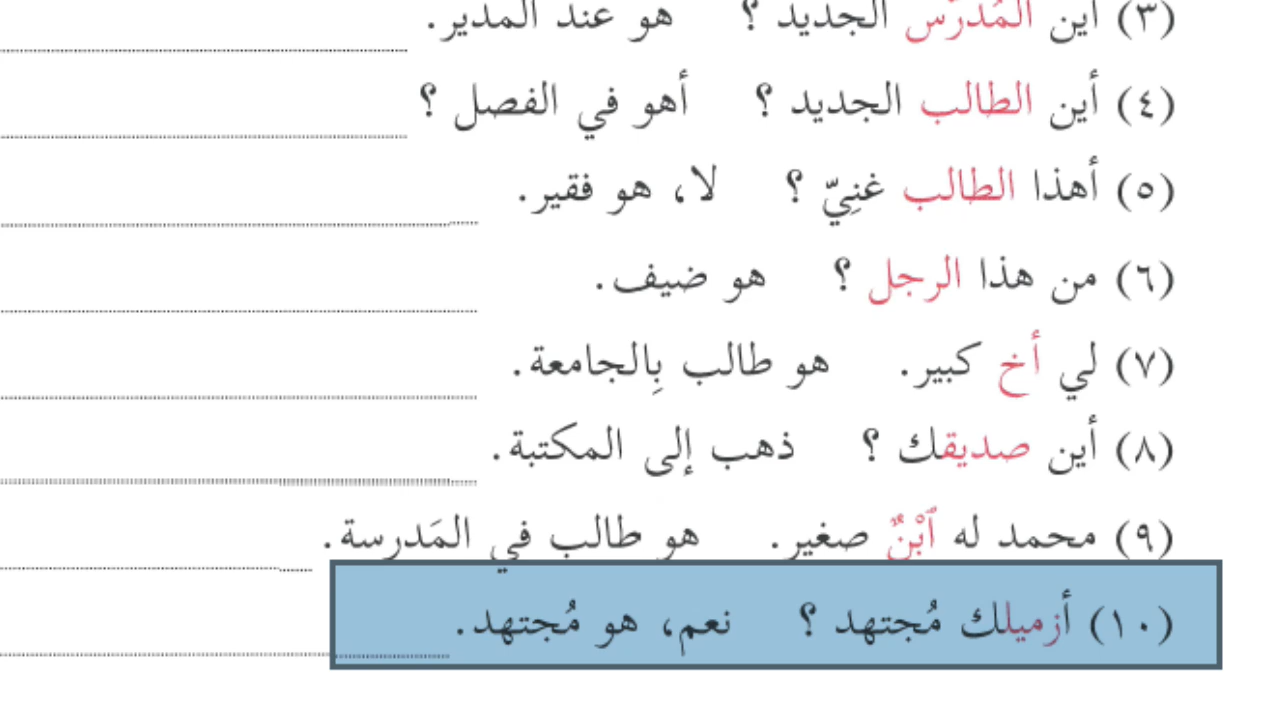 (٣) أين المُدرّس الجديد ؟ هو عند المدير.
(٤) أين الطالب الجديد ؟ أهو في الفصل ؟
(٥) أهذا الطالب غنِيّ ؟ لا، هو فقير.
(٦) من هذا الرجل ؟ هو ضيف.
(٧) لي أخ كبير. هو طالب بِالجامعة.
(٨) أين صديقك ؟ ذهب إلى المكتبة.
(٩) محمد له ٱبْنٌ صغير. هو طالب في المَدرسة.
(١٠) أزميلك مُجتهد ؟ نعم، هو مُجتهد.